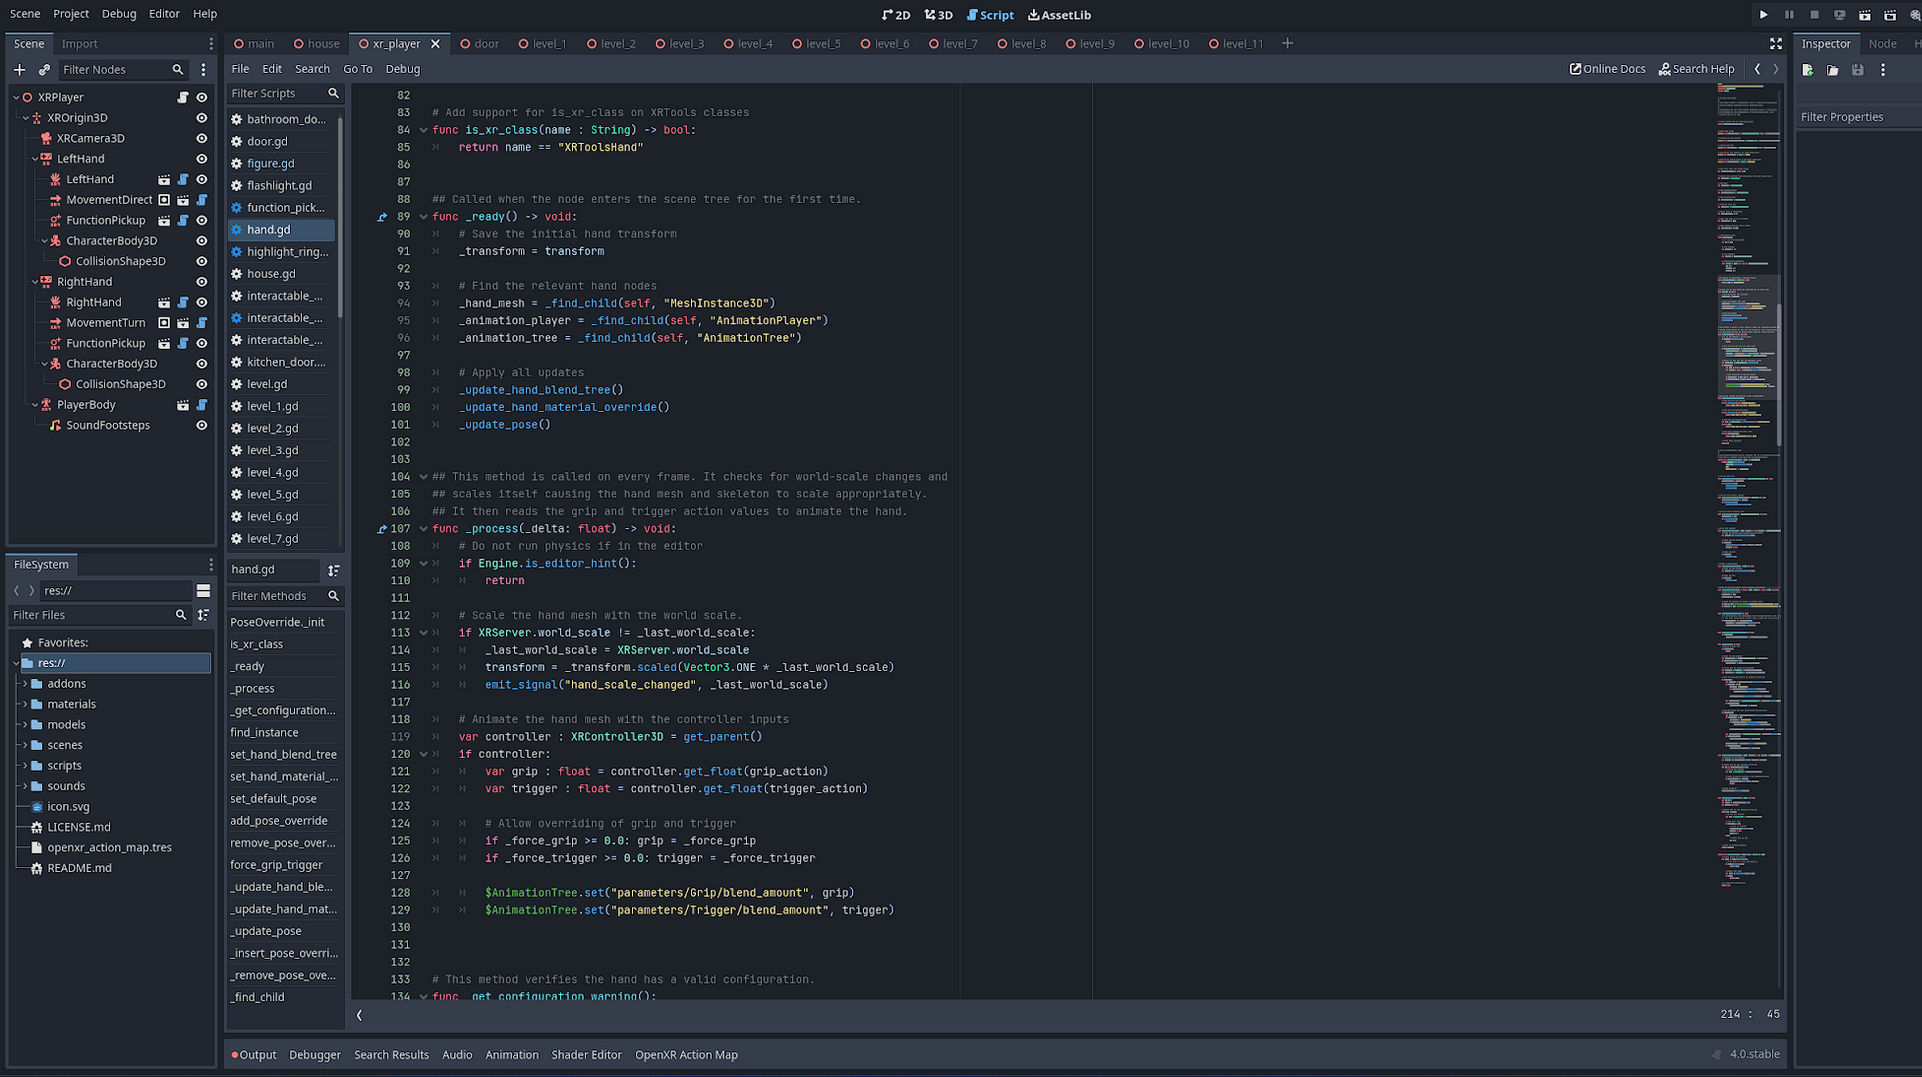 Scene Project Debug Editor Help
2D 3D Script AssetLib
Scene Import
main house xr_player door level_1 level_2 level_3 level_4 level_5 level_6 level_7 level_8 level_9 level_10 level_11
Inspector Node H
Filter Nodes
File Edit Search Go To Debug
Online Docs Search Help
Filter Properties
XRPlayer
XROrigin3D
XRCamera3D
LeftHand
LeftHand
MovementDirect
FunctionPickup
CharacterBody3D
CollisionShape3D
RightHand
RightHand
MovementTurn
FunctionPickup
CharacterBody3D
CollisionShape3D
PlayerBody
SoundFootsteps
FileSystem
res://
Filter Files
Favorites:
res://
addons
materials
models
scenes
scripts
sounds
icon.svg
LICENSE.md
openxr_action_map.tres
README.md
Filter Scripts
bathroom_do...
door.gd
figure.gd
flashlight.gd
function_pick...
hand.gd
highlight_ring...
house.gd
interactable_...
interactable_...
interactable_...
kitchen_door....
level.gd
level_1.gd
level_2.gd
level_3.gd
level_4.gd
level_5.gd
level_6.gd
level_7.gd
hand.gd
Filter Methods
PoseOverride._init
is_xr_class
_ready
_process
_get_configuration...
find_instance
set_hand_blend_tree
set_hand_material_...
set_default_pose
add_pose_override
remove_pose_over...
force_grip_trigger
_update_hand_ble...
_update_hand_mat...
_update_pose
_insert_pose_overri...
_remove_pose_ove...
_find_child
82
83 # Add support for is_xr_class on XRTools classes
84 func is_xr_class(name : String) -> bool:
85 return name == "XRToolsHand"
86
87
88 ## Called when the node enters the scene tree for the first time.
89 func _ready() -> void:
90 # Save the initial hand transform
91 _transform = transform
92
93 # Find the relevant hand nodes
94 _hand_mesh = _find_child(self, "MeshInstance3D")
95 _animation_player = _find_child(self, "AnimationPlayer")
96 _animation_tree = _find_child(self, "AnimationTree")
97
98 # Apply all updates
99 _update_hand_blend_tree()
100 _update_hand_material_override()
101 _update_pose()
102
103
104 ## This method is called on every frame. It checks for world-scale changes and
105 ## scales itself causing the hand mesh and skeleton to scale appropriately.
106 ## It then reads the grip and trigger action values to animate the hand.
107 func _process(_delta: float) -> void:
108 # Do not run physics if in the editor
109 if Engine.is_editor_hint():
110 return
111
112 # Scale the hand mesh with the world scale.
113 if XRServer.world_scale != _last_world_scale:
114 _last_world_scale = XRServer.world_scale
115 transform = _transform.scaled(Vector3.ONE * _last_world_scale)
116 emit_signal("hand_scale_changed", _last_world_scale)
117
118 # Animate the hand mesh with the controller inputs
119 var controller : XRController3D = get_parent()
120 if controller:
121 var grip : float = controller.get_float(grip_action)
122 var trigger : float = controller.get_float(trigger_action)
123
124 # Allow overriding of grip and trigger
125 if _force_grip >= 0.0: grip = _force_grip
126 if _force_trigger >= 0.0: trigger = _force_trigger
127
128 $AnimationTree.set("parameters/Grip/blend_amount", grip)
129 $AnimationTree.set("parameters/Trigger/blend_amount", trigger)
130
131
132
133 # This method verifies the hand has a valid configuration.
134 func _get_configuration_warning():
214 : 45
Output Debugger Search Results Audio Animation Shader Editor OpenXR Action Map
4.0.stable